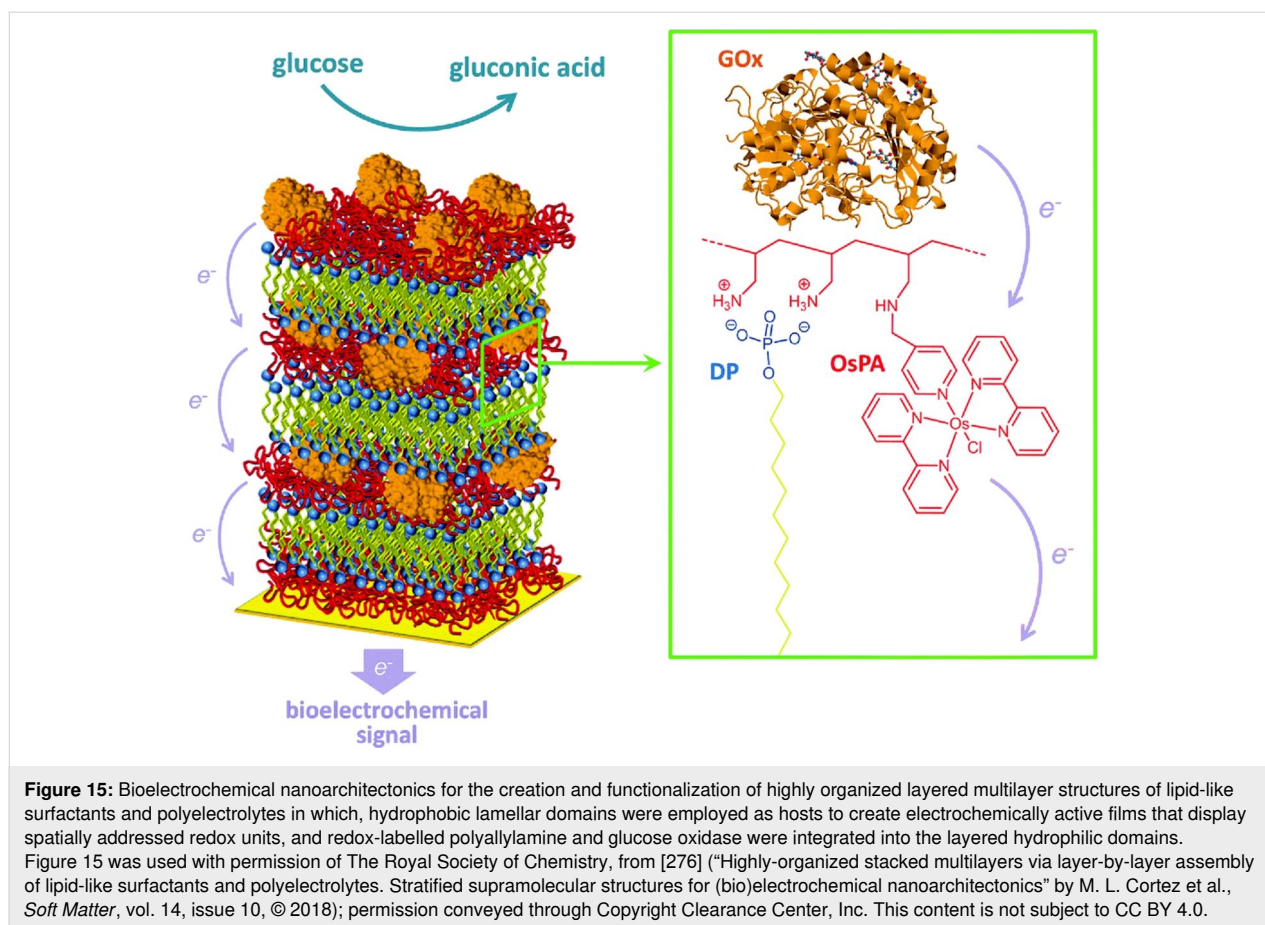 glucose
gluconic acid
e-
e-
e-
e-
bioelectrochemical
signal
GOx
e-
⊕
H3N
⊕
H3N
HN
O
⊖
O
P
O
⊖
O
DP
OsPA
N
N
N
Os
N
Cl
N
e-
Figure 15: Bioelectrochemical nanoarchitectonics for the creation and functionalization of highly organized layered multilayer structures of lipid-like
surfactants and polyelectrolytes in which, hydrophobic lamellar domains were employed as hosts to create electrochemically active films that display
spatially addressed redox units, and redox-labelled polyallylamine and glucose oxidase were integrated into the layered hydrophilic domains.
Figure 15 was used with permission of The Royal Society of Chemistry, from [276] (“Highly-organized stacked multilayers via layer-by-layer assembly
of lipid-like surfactants and polyelectrolytes. Stratified supramolecular structures for (bio)electrochemical nanoarchitectonics” by M. L. Cortez et al.,
Soft Matter, vol. 14, issue 10, © 2018); permission conveyed through Copyright Clearance Center, Inc. This content is not subject to CC BY 4.0.